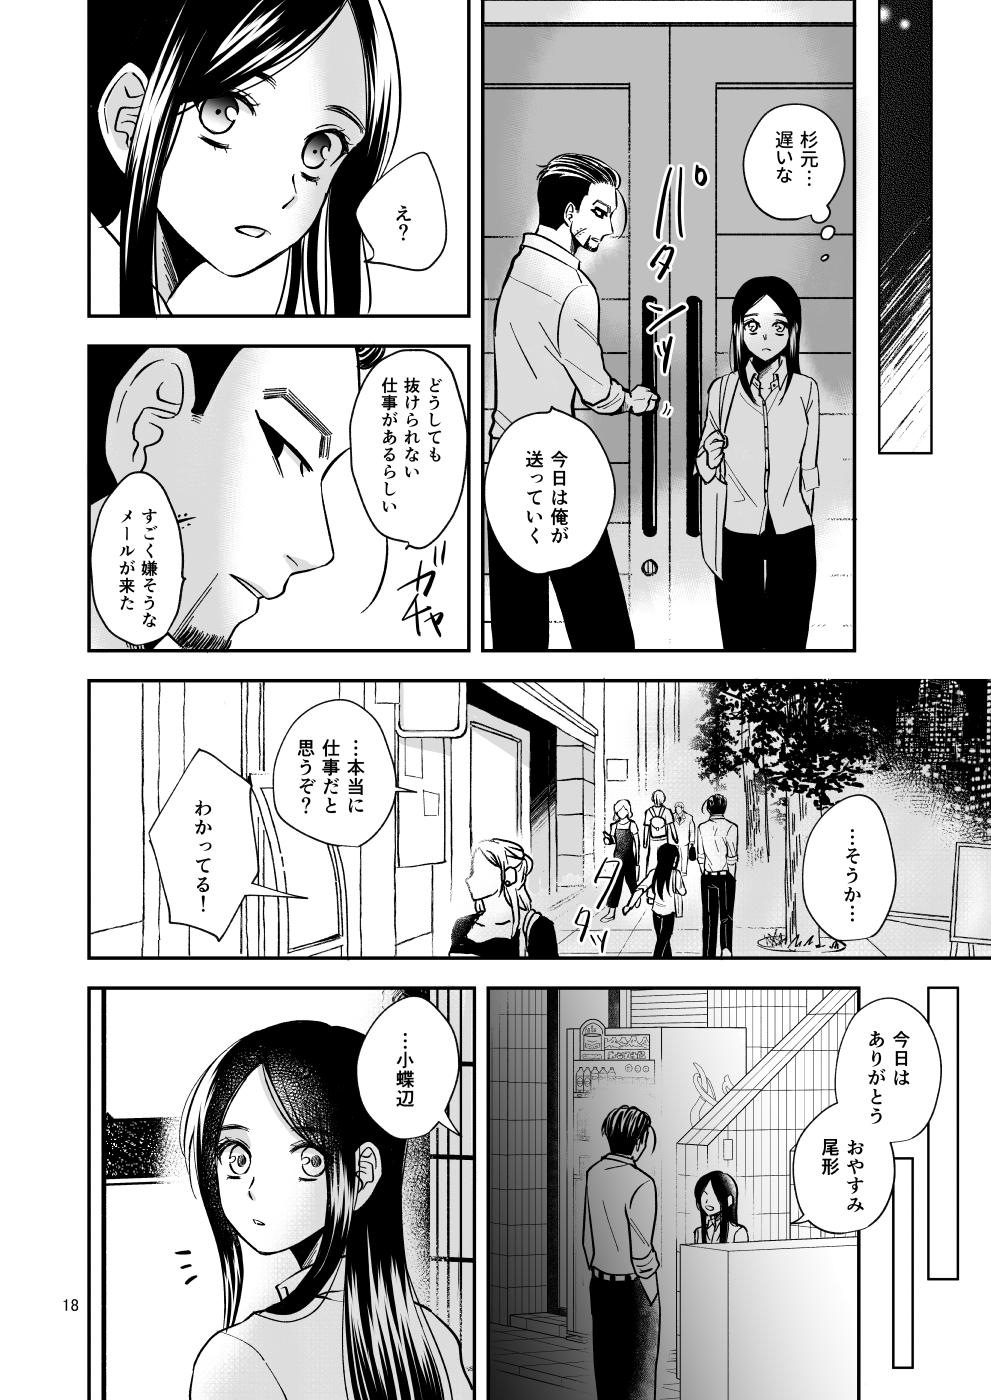 杉元…
遅いな
パタンッ
今日は俺が
送っていく
え?
どうしても
抜けられない
仕事があるらしい
すごく嫌そうな
メールが来た
ガチャ
…そうか…
…本当に
仕事だと
思うぞ?
わかってる!
タタタッ
今日は
ありがとう
おやすみ
尾形
…小蝶辺
18